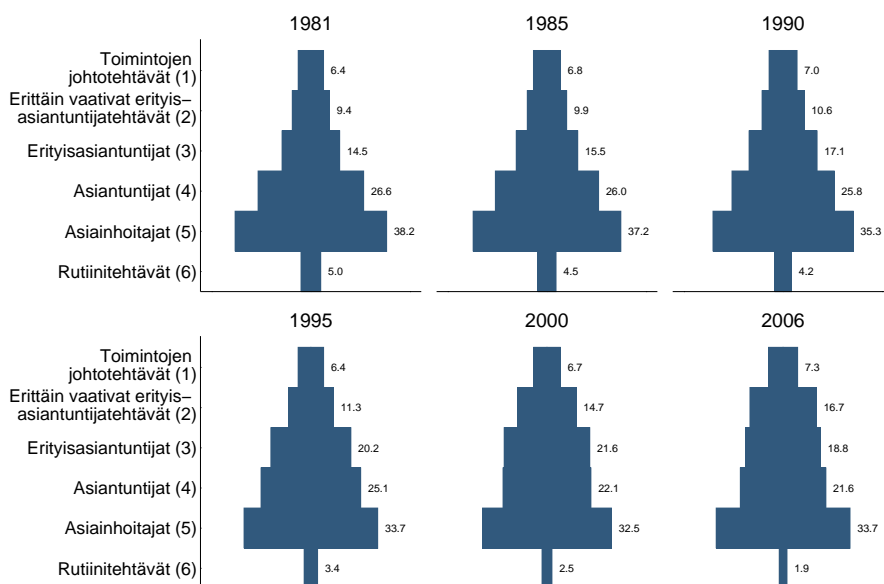 1981
1985
1990
Toimintojen
johtotehtävät (1)
Erittäin vaativat erityis–
asiantuntijatehtävät (2)
Erityisasiantuntijat (3)
Asiantuntijat (4)
Asiainhoitajat (5)
Rutiinitehtävät (6)
6.4
9.4
14.5
26.6
38.2
5.0
6.8
9.9
15.5
26.0
37.2
4.5
7.0
10.6
17.1
25.8
35.3
4.2
1995
2000
2006
Toimintojen
johtotehtävät (1)
Erittäin vaativat erityis–
asiantuntijatehtävät (2)
Erityisasiantuntijat (3)
Asiantuntijat (4)
Asiainhoitajat (5)
Rutiinitehtävät (6)
6.4
11.3
20.2
25.1
33.7
3.4
6.7
14.7
21.6
22.1
32.5
2.5
7.3
16.7
18.8
21.6
33.7
1.9